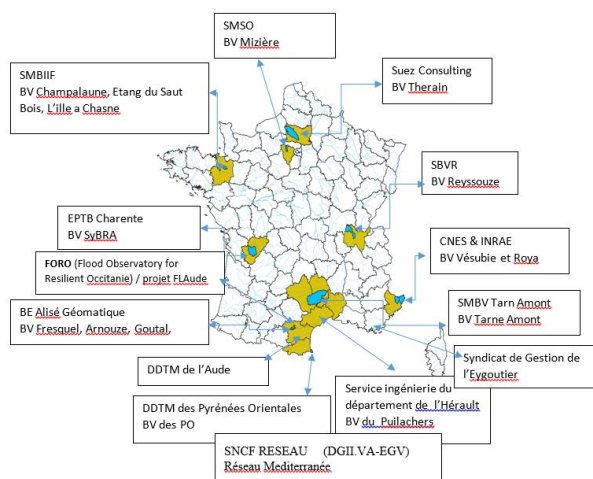 SMSO
BV Mizière
SMBIIF
BV Champalaune, Etang du Saut
Bois, L'ille a Chasne
Suez Consulting
BV Therain
SBVR
BV Reyssouze
EPTB Charente
BV SyBRA
CNES & INRAE
BV Vésubie et Roya
FORO (Flood Observatory for
Resilient Occitanie) / projet FLAude
BE Alisé Géomatique
BV Fresquel, Arnouze, Goutal,
SMBV Tarn Amont
BV Tarne Amont
Syndicat de Gestion de
l'Eygoutier
DDTM de l'Aude
Service ingénierie du
département de l'Hérault
BV du Puilachers
DDTM des Pyrénées Orientales
BV des PO
SNCF RESEAU (DGII.VA-EGV)
Réseau Mediterranée